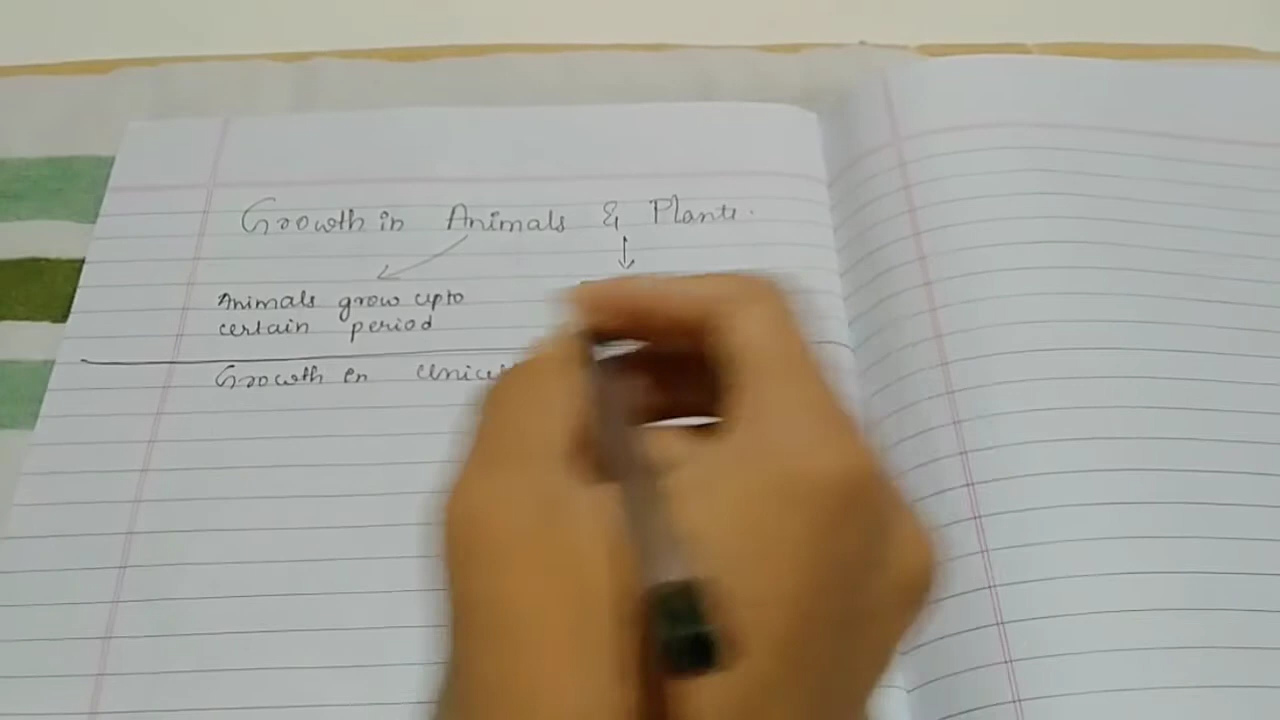 Growth in Animals & Plants.
Animals grow upto
certain period
Growth in